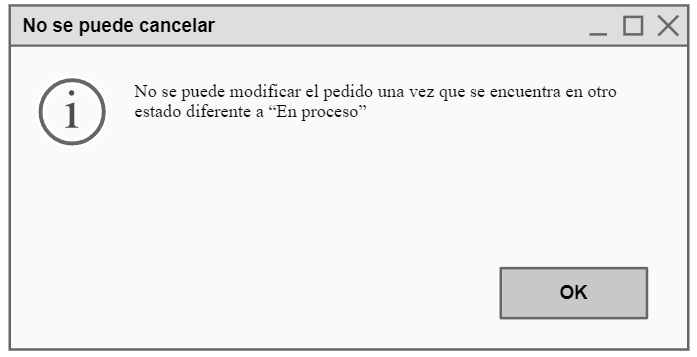 No se puede cancelar
i
No se puede modificar el pedido una vez que se encuentra en otro
estado diferente a “En proceso”
OK